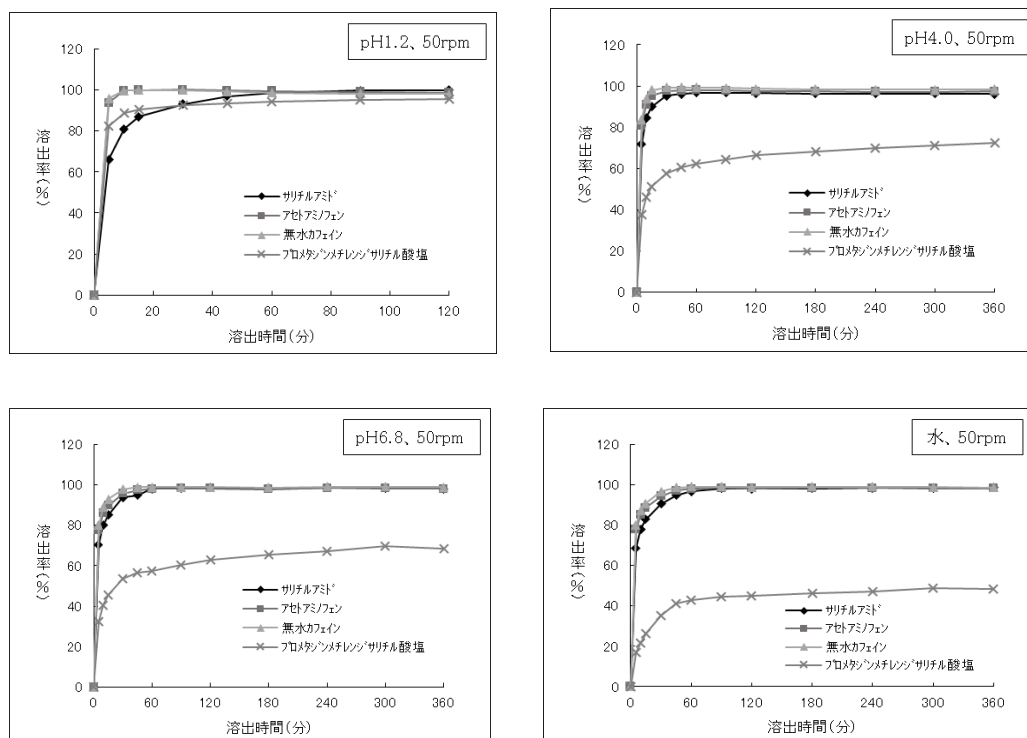 pH1.2、50rpm
120
100
80
60
40
20
0
溶出率(%)
サリチルアミド
アセトアミノフェン
無水カフェイン
プロメタジンメチレンジサリチル酸塩
0 20 40 60 80 100 120
溶出時間(分)
pH4.0、50rpm
120
100
80
60
40
20
0
溶出率(%)
サリチルアミド
アセトアミノフェン
無水カフェイン
プロメタジンメチレンジサリチル酸塩
0 60 120 180 240 300 360
溶出時間(分)
pH6.8、50rpm
120
100
80
60
40
20
0
溶出率(%)
サリチルアミド
アセトアミノフェン
無水カフェイン
プロメタジンメチレンジサリチル酸塩
0 60 120 180 240 300 360
溶出時間(分)
水、50rpm
120
100
80
60
40
20
0
溶出率(%)
サリチルアミド
アセトアミノフェン
無水カフェイン
プロメタジンメチレンジサリチル酸塩
0 60 120 180 240 300 360
溶出時間(分)